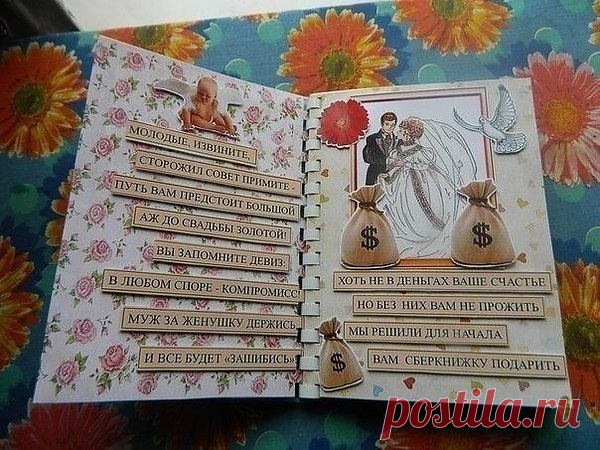 МОЛОДЫЕ, ИЗВИНИТЕ,
СТОРОЖИЛ СОВЕТ ПРИМИТЕ -
ПУТЬ ВАМ ПРЕДСТОИТ БОЛЬШОЙ
АЖ ДО СВАДЬБЫ ЗОЛОТОЙ!
ВЫ ЗАПОМНИТЕ ДЕВИЗ:
В ЛЮБОМ СПОРЕ - КОМПРОМИСС!
МУЖ ЗА ЖЕНУШКУ ДЕРЖИСЬ,
И ВСЕ БУДЕТ «ЗАШИБИСЬ»
ХОТЬ НЕ В ДЕНЬГАХ ВАШЕ СЧАСТЬЕ
НО БЕЗ НИХ ВАМ НЕ ПРОЖИТЬ
МЫ РЕШИЛИ ДЛЯ НАЧАЛА
ВАМ СБЕРКНИЖКУ ПОДАРИТЬ
$
$
$
postila.ru